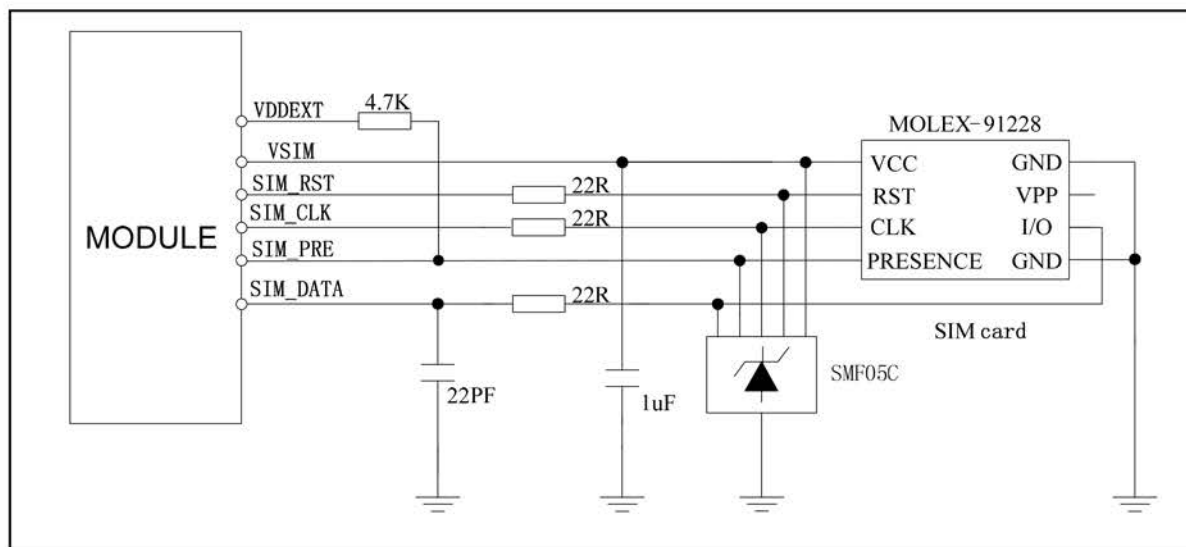 MODULE
VDDEXT
4.7K
VSIM
SIM_RST
22R
SIM_CLK
22R
SIM_PRE
SIM_DATA
22R
22PF
1uF
SMF05C
MOLEX-91228
VCC
GND
RST
VPP
CLK
I/O
PRESENCE
GND
SIM card